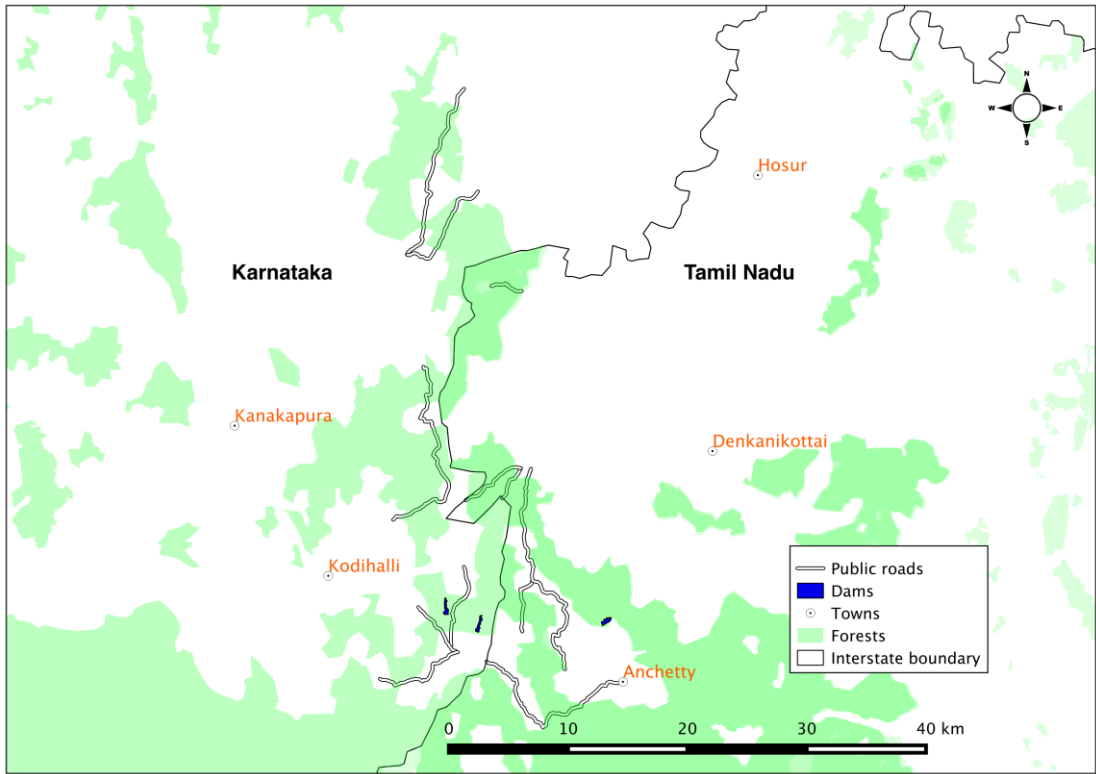 N
W E
S
Hosur
Karnataka
Tamil Nadu
Kanakapura
Denkanikottai
Kodihalli
Anchetty
Public roads
Dams
Towns
Forests
Interstate boundary
0 10 20 30 40 km